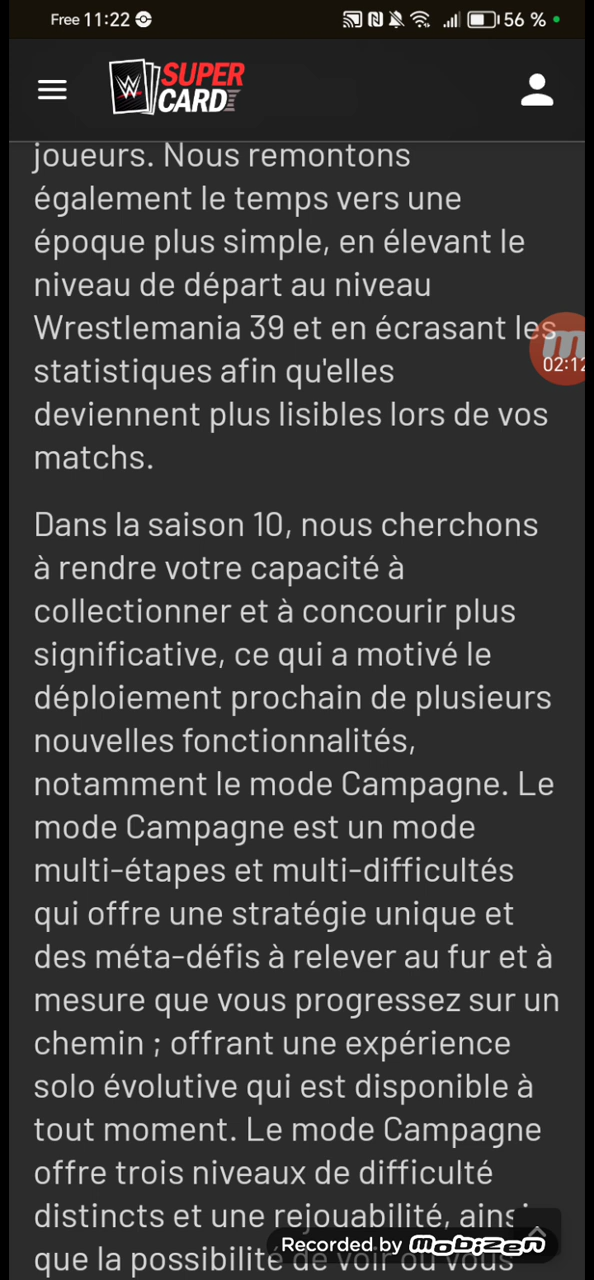 Free 11:22 56 %
W SUPER
CARD
joueurs. Nous remontons
également le temps vers une
époque plus simple, en élevant le
niveau de départ au niveau
Wrestlemania 39 et en écrasant les
statistiques afin qu'elles
02:12
deviennent plus lisibles lors de vos
matchs.
Dans la saison 10, nous cherchons
à rendre votre capacité à
collectionner et à concourir plus
significative, ce qui a motivé le
déploiement prochain de plusieurs
nouvelles fonctionnalités,
notamment le mode Campagne. Le
mode Campagne est un mode
multi-étapes et multi-difficultés
qui offre une stratégie unique et
des méta-défis à relever au fur et à
mesure que vous progressez sur un
chemin ; offrant une expérience
solo évolutive qui est disponible à
tout moment. Le mode Campagne
offre trois niveaux de difficulté
distincts et une rejouabilité, ainsi
que la possibilité de voir où vous
Recorded by mobizen